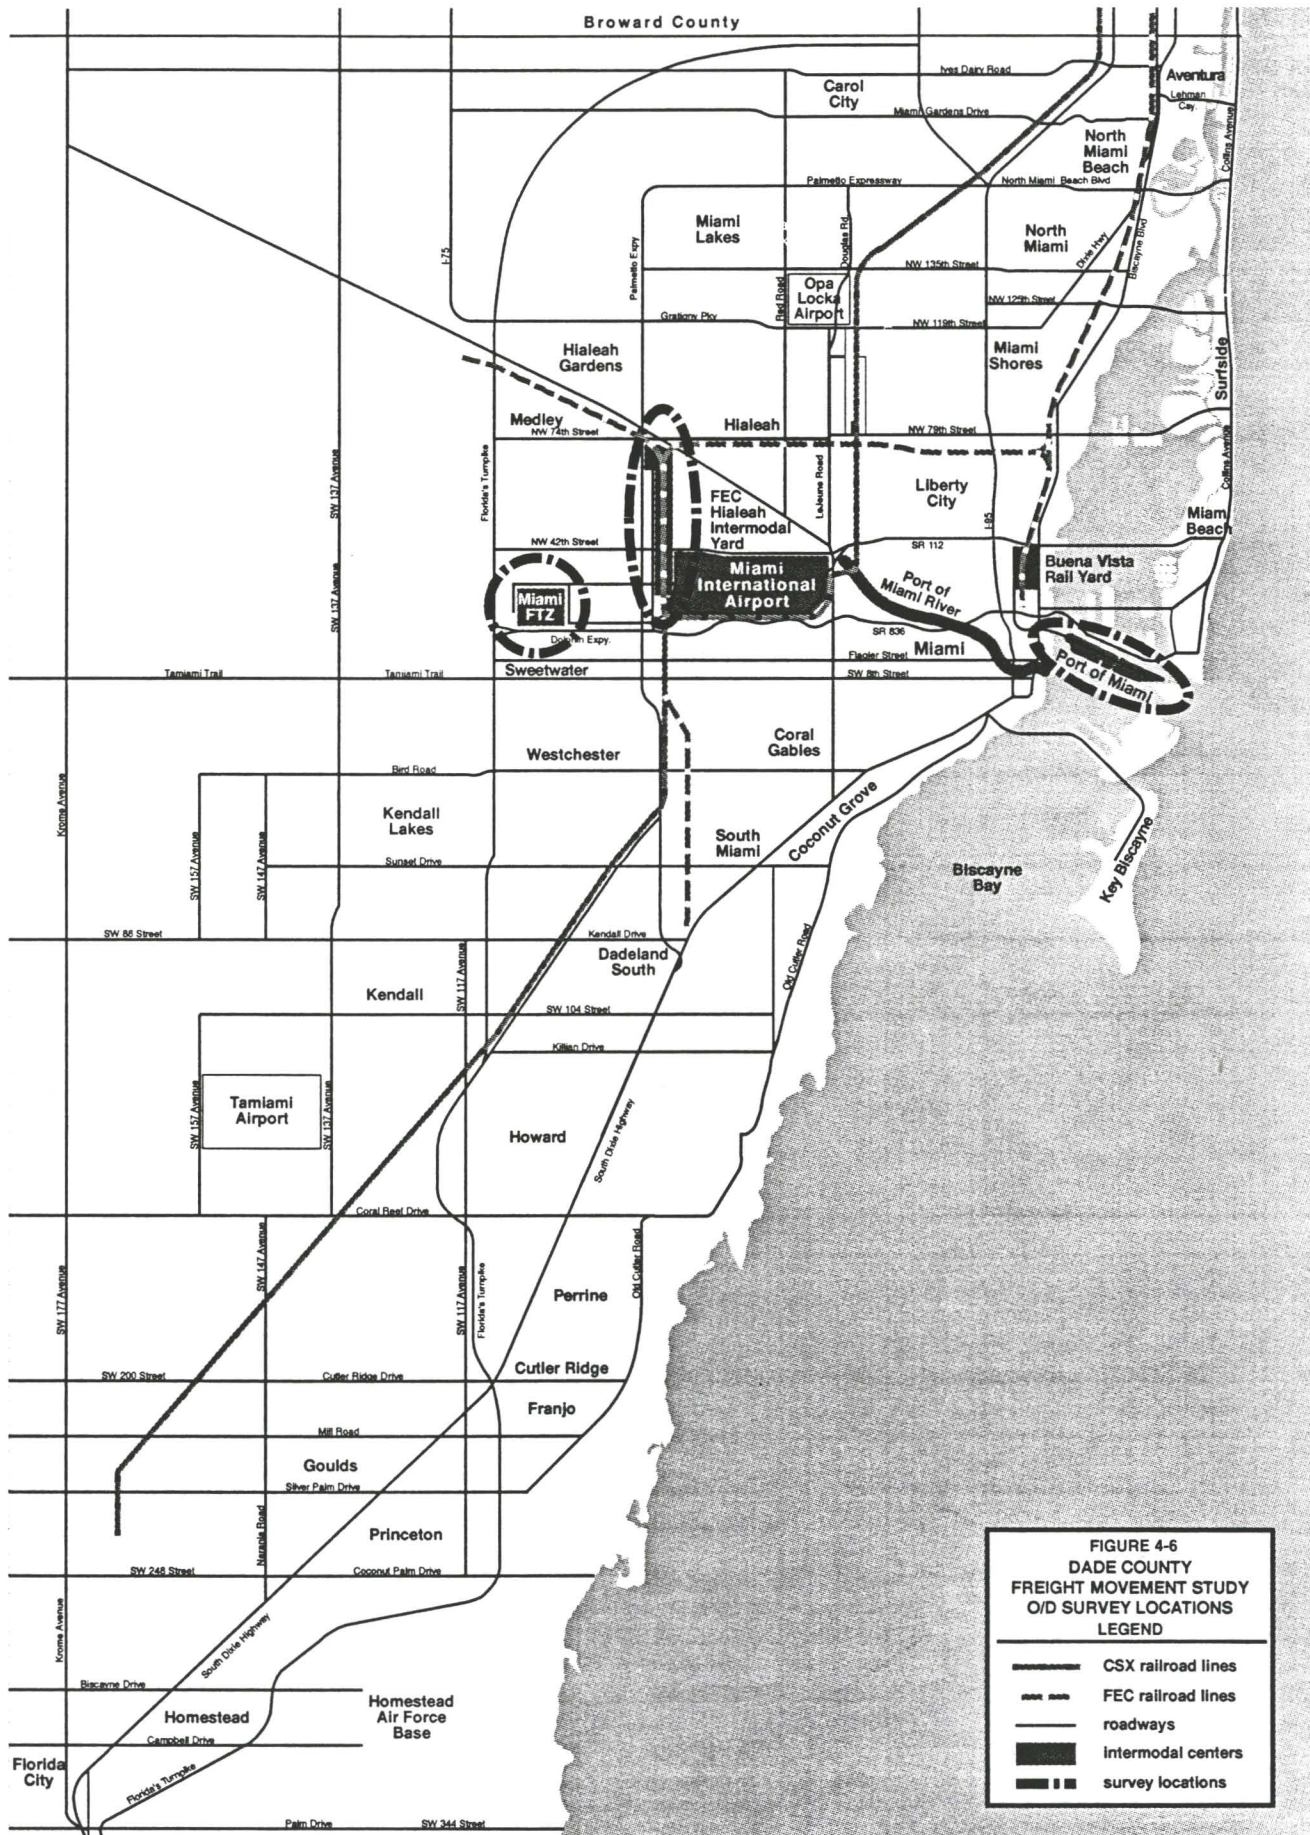 Broward County
Ives Dairy Road
Aventura
Lehman
Csy.
Carol
City
Miami Gardens Drive
Collins Avenue
North
Miami
Beach
Palmetto Expressway
North Miami Beach Blvd
Miami
Lakes
Douglas Rd.
North
Miami
Dixie Hwy
Biscayne Blvd
I-75
Palmetto Expy
NW 135th Street
Red Road
Opa
Locka
Airport
NW 125th Street
Gratigny Pky
NW 119th Street
Hialeah
Gardens
Miami
Shores
Surfside
Medley
NW 74th Street
Hialeah
NW 79th Street
Florida's Turnpike
SW 137 Avenue
LeJeune Road
Collins Avenue
FEC
Hialeah
Intermodal
Yard
Liberty
City
I-95
Miam
Beach
NW 42th Street
SR 112
Buena Vista
Rail Yard
SW 137 Avenue
Miami
FTZ
Miami
International
Airport
Port of
Miami River
Dolphin Expy.
SR 836
Flagler Street
Miami
Port of Miami
Tamiami Trail
Tamiami Trail
Sweetwater
SW 8th Street
Westchester
Coral
Gables
Bird Road
Krome Avenue
Kendall
Lakes
Coconut Grove
South
Miami
Sunset Drive
SW 157 Avenue
SW 147 Avenue
Biscayne
Bay
Key Biscayne
SW 88 Street
Kendall Drive
Dadeland
South
SW 117 Avenue
Old Cutler Road
Kendall
SW 104 Street
Killian Drive
SW 157 Avenue
Tamiami
Airport
SW 137 Avenue
Howard
South Dixie Highway
Coral Reef Drive
SW 147 Avenue
Old Cutler Road
SW 177 Avenue
SW 117 Avenue
Florida's Turnpike
Perrine
SW 200 Street
Cutler Ridge Drive
Cutler Ridge
Franjo
Mill Road
Goulds
Silver Palm Drive
Naranja Road
Princeton
SW 248 Street
Coconut Palm Drive
Krome Avenue
South Dixie Highway
Biscayne Drive
Homestead
Homestead
Air Force
Base
Campbell Drive
Florida
City
Florida's Turnpike
Palm Drive
SW 344 Street
FIGURE 4-6
DADE COUNTY
FREIGHT MOVEMENT STUDY
O/D SURVEY LOCATIONS
LEGEND
CSX railroad lines
FEC railroad lines
roadways
intermodal centers
survey locations